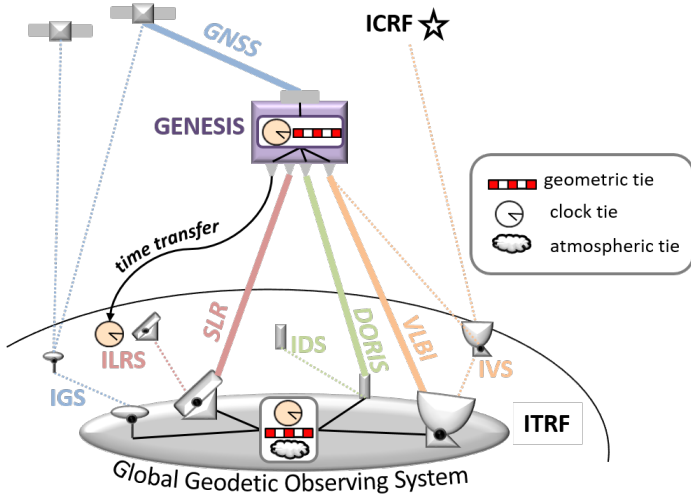 GNSS
ICRF
GENESIS
geometric tie
clock tie
atmospheric tie
time transfer
SLR
DORIS
VLBI
ILRS
IDS
IVS
IGS
ITRF
Global Geodetic Observing System